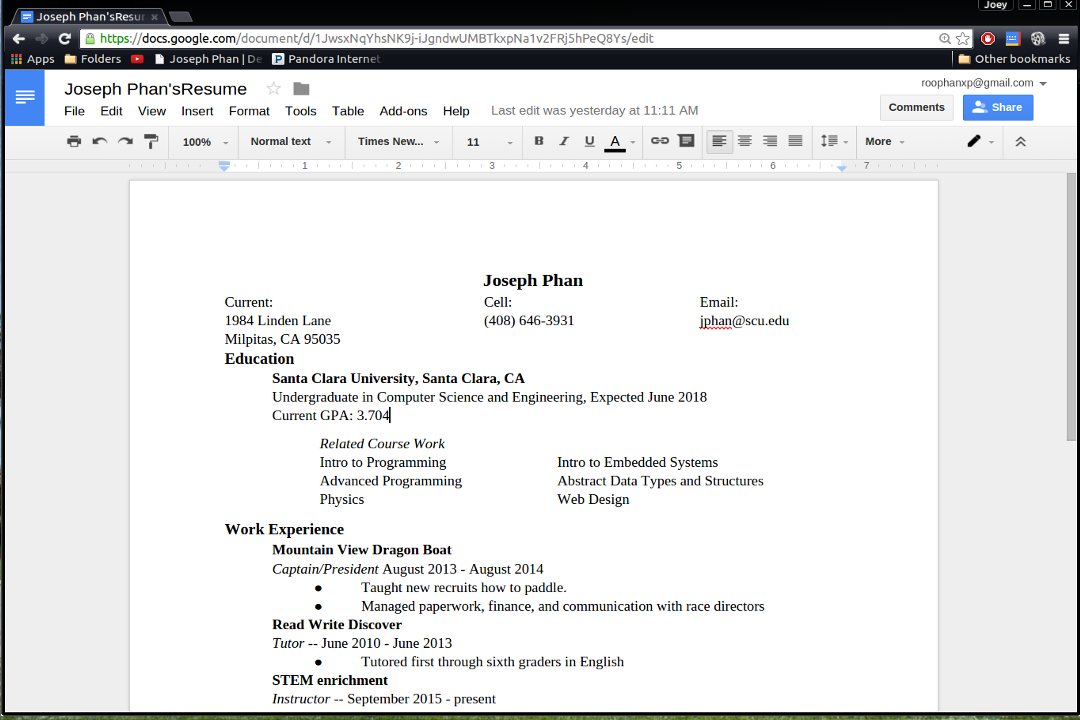 Joey
Joseph Phan'sResur
https://docs.google.com/document/d/1JwsxNqYhsNK9j-iJgndwUMBTkxpNa1v2FRj5hPeQ8Ys/edit
Apps Folders Joseph Phan | De Pandora Internet Other bookmarks
Joseph Phan'sResume roophanxp@gmail.com
File Edit View Insert Format Tools Table Add-ons Help Last edit was yesterday at 11:11 AM Comments Share
100% Normal text Times New... 11 B I U A More
1 2 3 4 5 6 7
Joseph Phan
Current: Cell: Email:
1984 Linden Lane (408) 646-3931 jphan@scu.edu
Milpitas, CA 95035
Education
Santa Clara University, Santa Clara, CA
Undergraduate in Computer Science and Engineering, Expected June 2018
Current GPA: 3.704
Related Course Work
Intro to Programming Intro to Embedded Systems
Advanced Programming Abstract Data Types and Structures
Physics Web Design
Work Experience
Mountain View Dragon Boat
Captain/President August 2013 - August 2014
● Taught new recruits how to paddle.
● Managed paperwork, finance, and communication with race directors
Read Write Discover
Tutor -- June 2010 - June 2013
● Tutored first through sixth graders in English
STEM enrichment
Instructor -- September 2015 - present